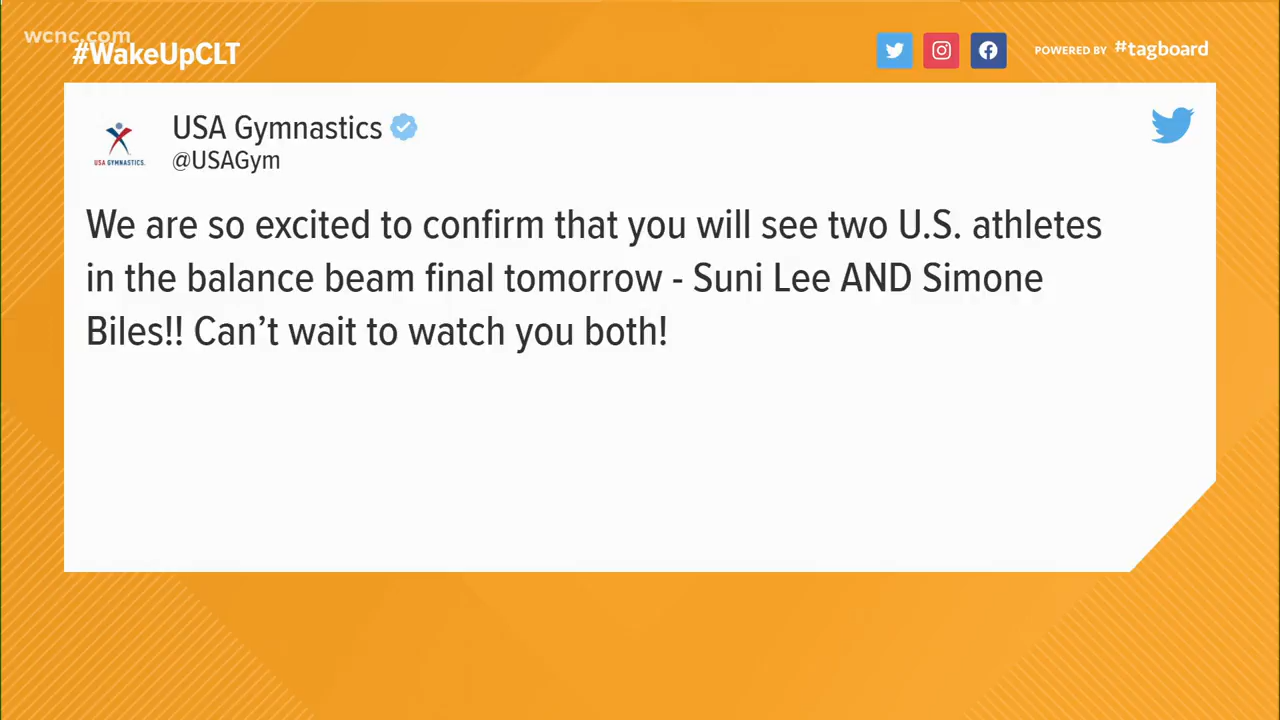 wcnc.com
#WakeUpCLT
POWERED BY #tagboard
USA Gymnastics
@USAGym
USA GYMNASTICS.
We are so excited to confirm that you will see two U.S. athletes
in the balance beam final tomorrow - Suni Lee AND Simone
Biles!! Can’t wait to watch you both!